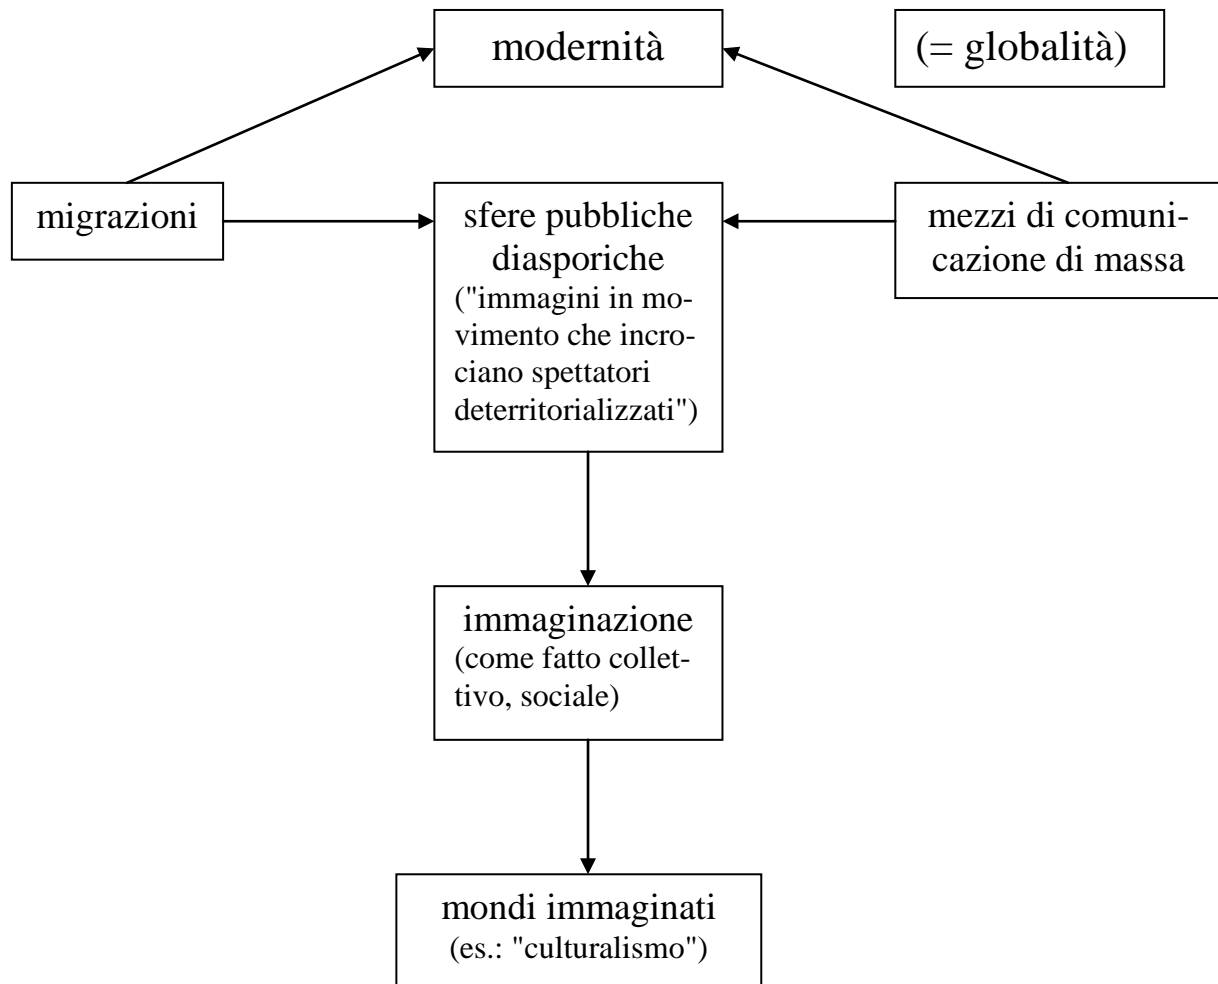 modernità
(= globalità)
migrazioni
sfere pubbliche
diasporiche
("immagini in mo-
vimento che incro-
ciano spettatori
deterritorializzati")
mezzi di comuni-
cazione di massa
immaginazione
(come fatto collet-
tivo, sociale)
mondi immaginati
(es.: "culturalismo")